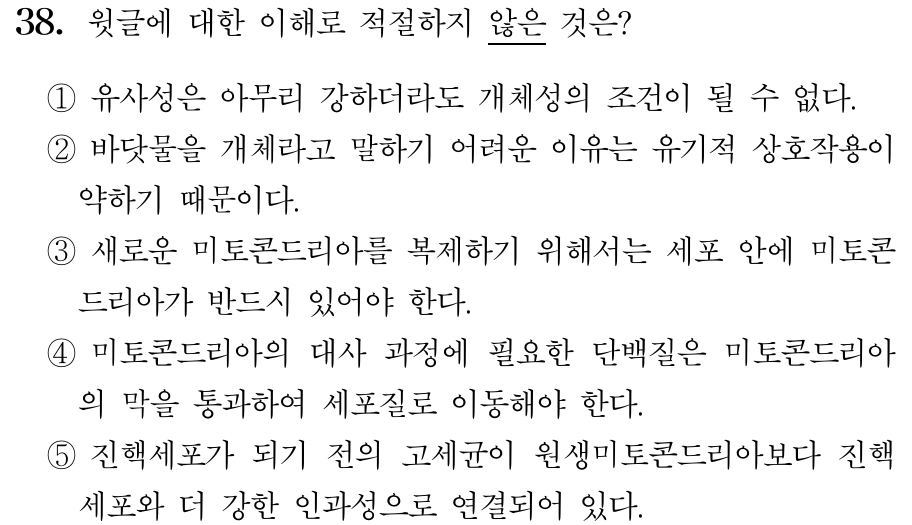 38. 윗글에 대한 이해로 적절하지 않은 것은?
① 유사성은 아무리 강하더라도 개체성의 조건이 될 수 없다.
② 바닷물을 개체라고 말하기 어려운 이유는 유기적 상호작용이
약하기 때문이다.
③ 새로운 미토콘드리아를 복제하기 위해서는 세포 안에 미토콘
드리아가 반드시 있어야 한다.
④ 미토콘드리아의 대사 과정에 필요한 단백질은 미토콘드리아
의 막을 통과하여 세포질로 이동해야 한다.
⑤ 진핵세포가 되기 전의 고세균이 원생미토콘드리아보다 진핵
세포와 더 강한 인과성으로 연결되어 있다.